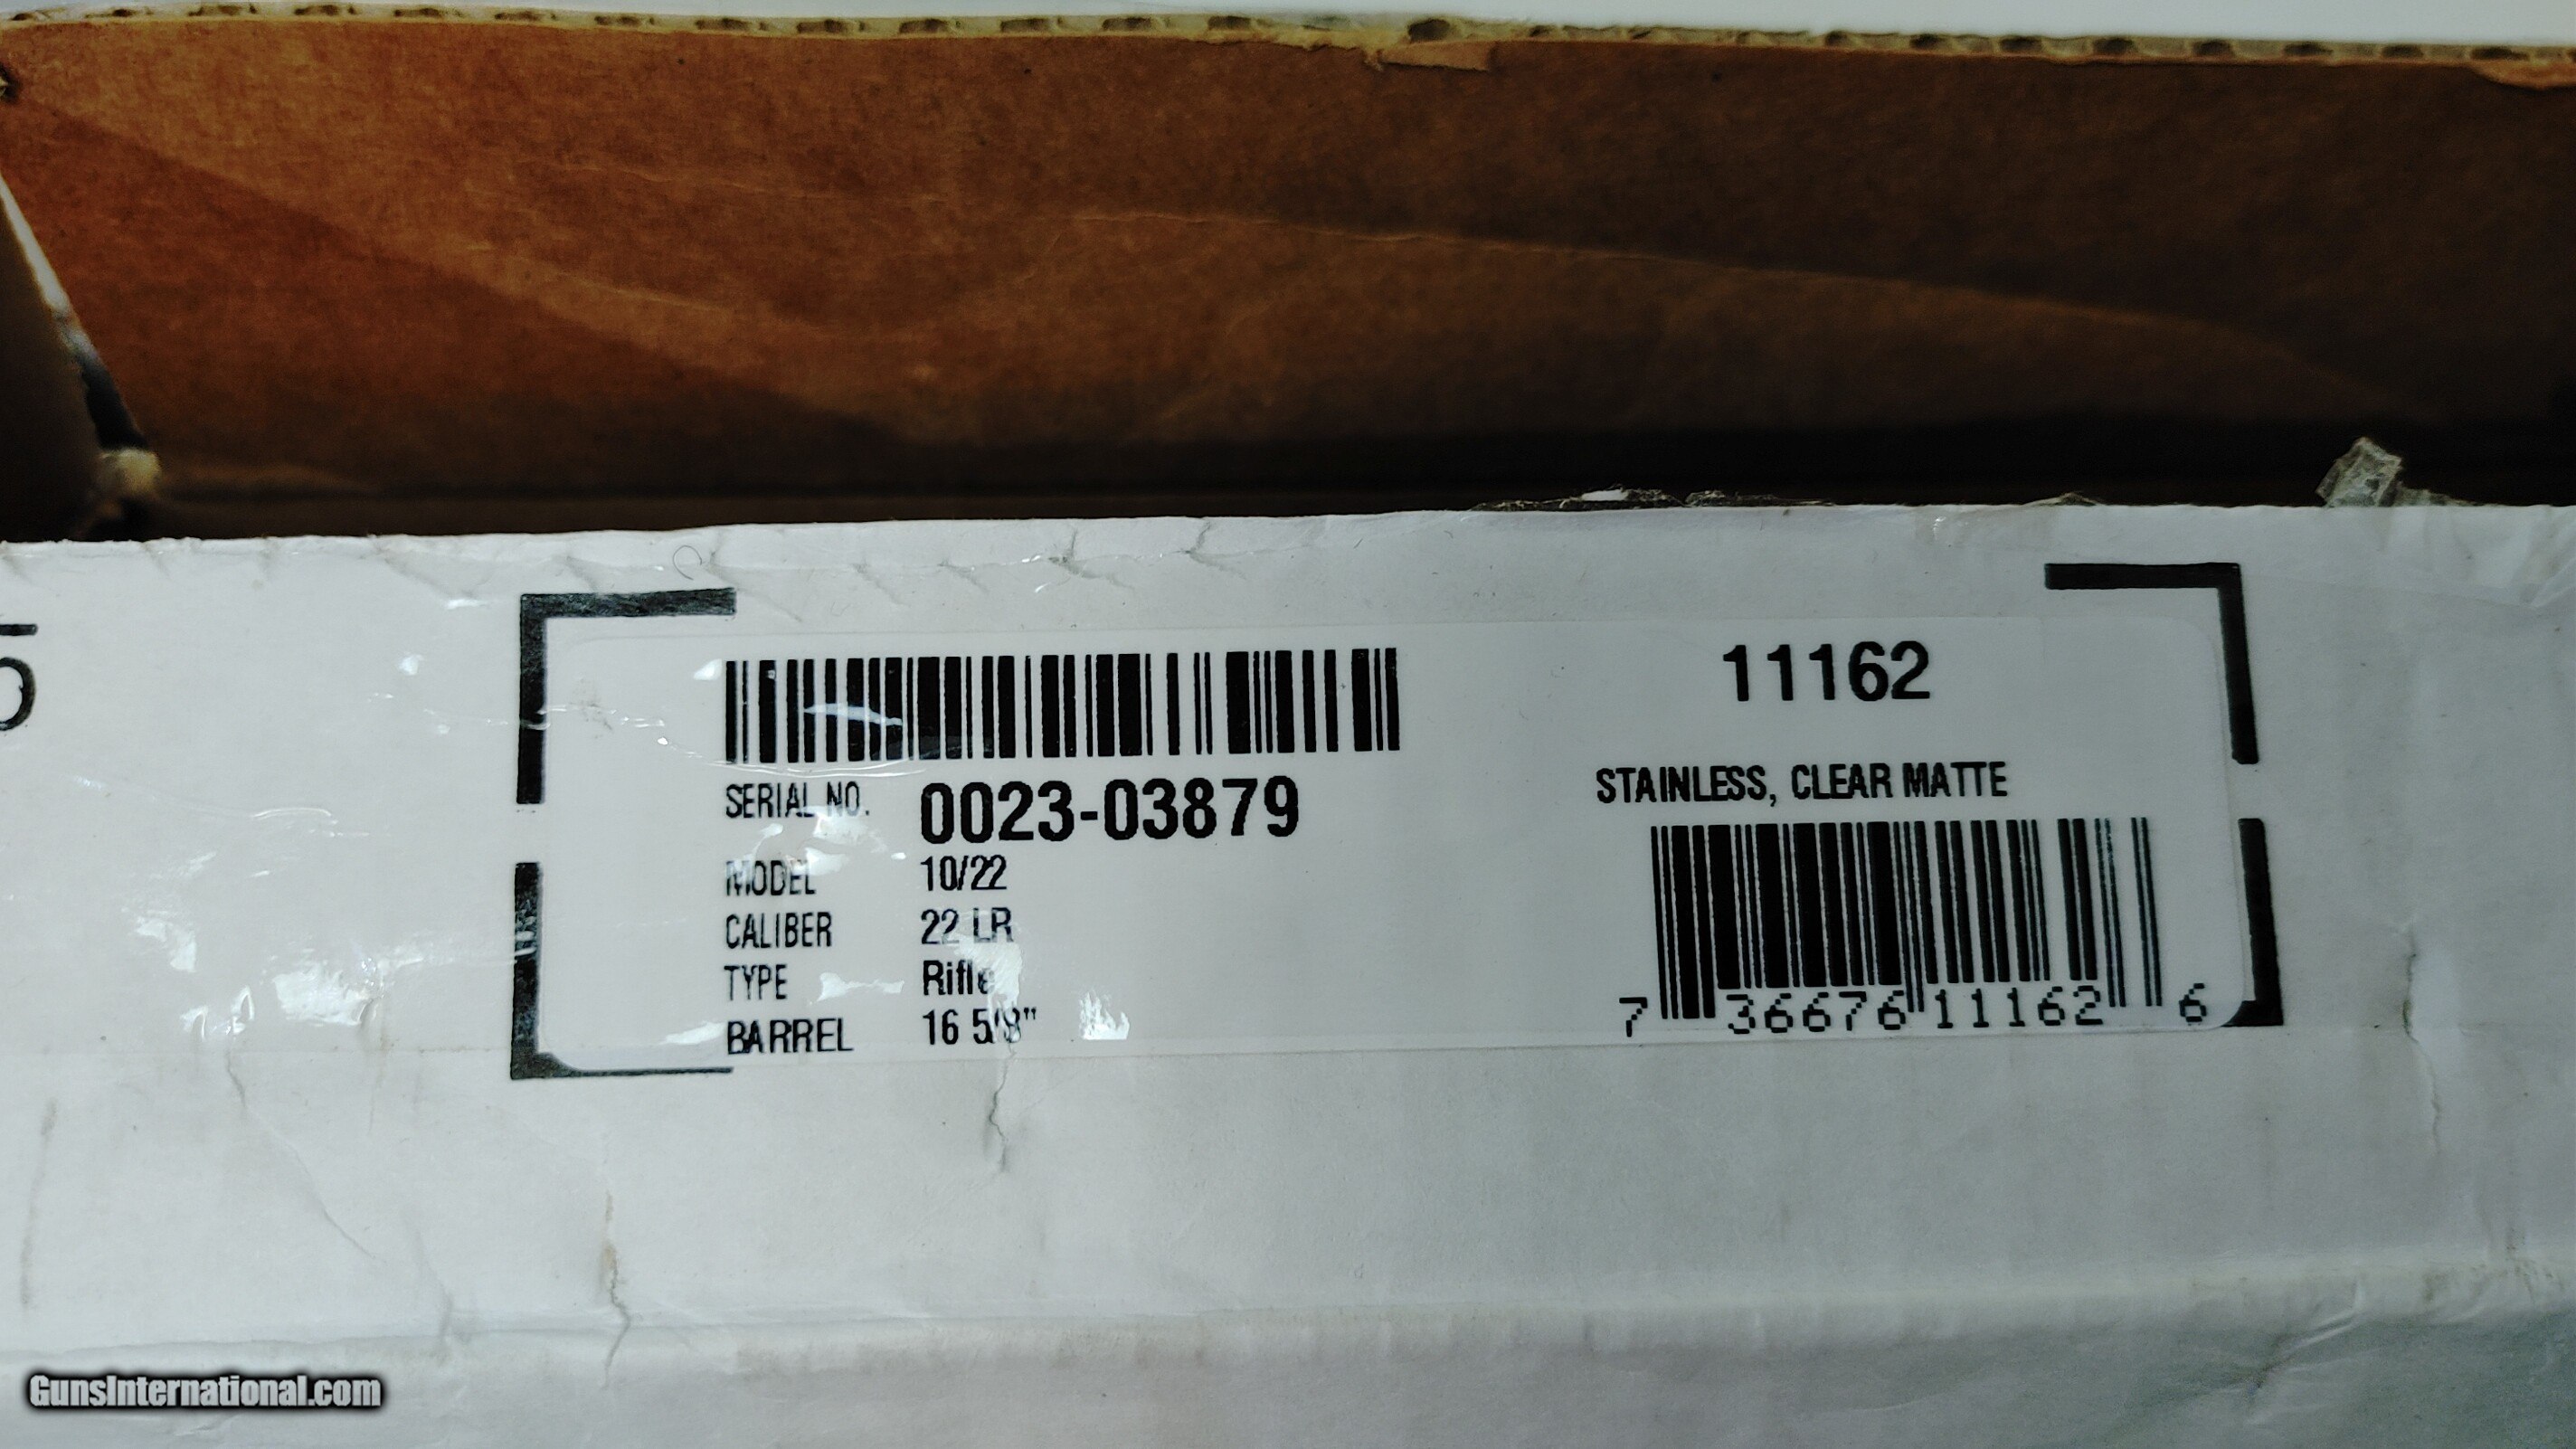 11162
SERIAL NO. 0023-03879
STAINLESS, CLEAR MATTE
MODEL 10/22
CALIBER 22 LR
TYPE Rifle
BARREL 16 5/8"
7 36676 11162 6
GunsInternational.com